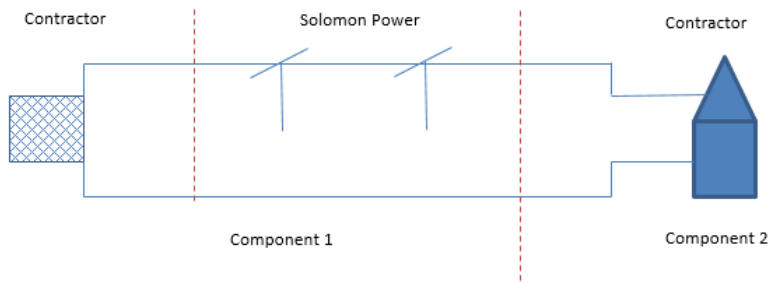 Contractor
Solomon Power
Contractor
Component 1
Component 2